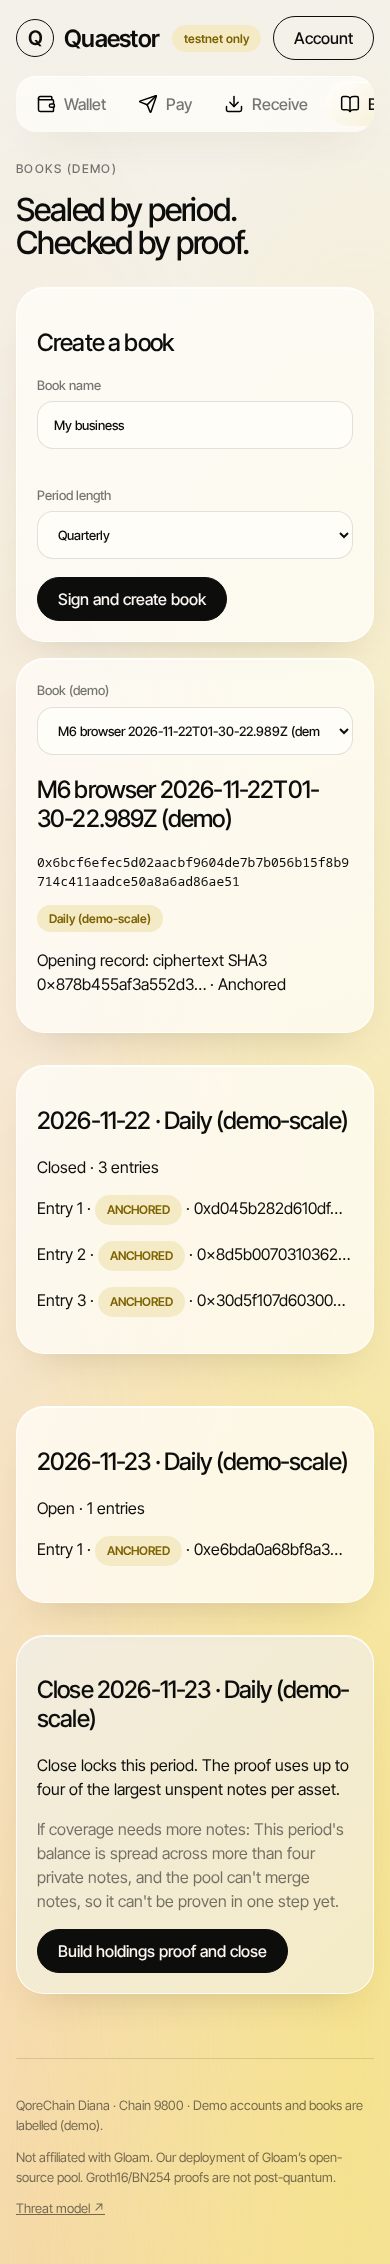 Q Quaestor testnet only Account
Wallet Pay Receive
BOOKS (DEMO)
Sealed by period.
Checked by proof.
Create a book
Book name
My business
Period length
Quarterly
Sign and create book
Book (demo)
M6 browser 2026-11-22T01-30-22.989Z (dem
M6 browser 2026-11-22T01-
30-22.989Z (demo)
0x6bcf6efec5d02aacbf9604de7b7b056b15f8b9
714c411aadce50a8a6ad86ae51
Daily (demo-scale)
Opening record: ciphertext SHA3
0×878b455af3a552d3… · Anchored
2026-11-22 · Daily (demo-scale)
Closed · 3 entries
Entry 1 · ANCHORED · 0xd045b282d610df…
Entry 2 · ANCHORED · 0×8d5b0070310362…
Entry 3 · ANCHORED · 0×30d5f107d60300…
2026-11-23 · Daily (demo-scale)
Open · 1 entries
Entry 1 · ANCHORED · 0xe6bda0a68bf8a3…
Close 2026-11-23 · Daily (demo-
scale)
Close locks this period. The proof uses up to
four of the largest unspent notes per asset.
If coverage needs more notes: This period's
balance is spread across more than four
private notes, and the pool can't merge
notes, so it can't be proven in one step yet.
Build holdings proof and close
QoreChain Diana · Chain 9800 · Demo accounts and books are
labelled (demo).
Not affiliated with Gloam. Our deployment of Gloam's open-
source pool. Groth16/BN254 proofs are not post-quantum.
Threat model ↗